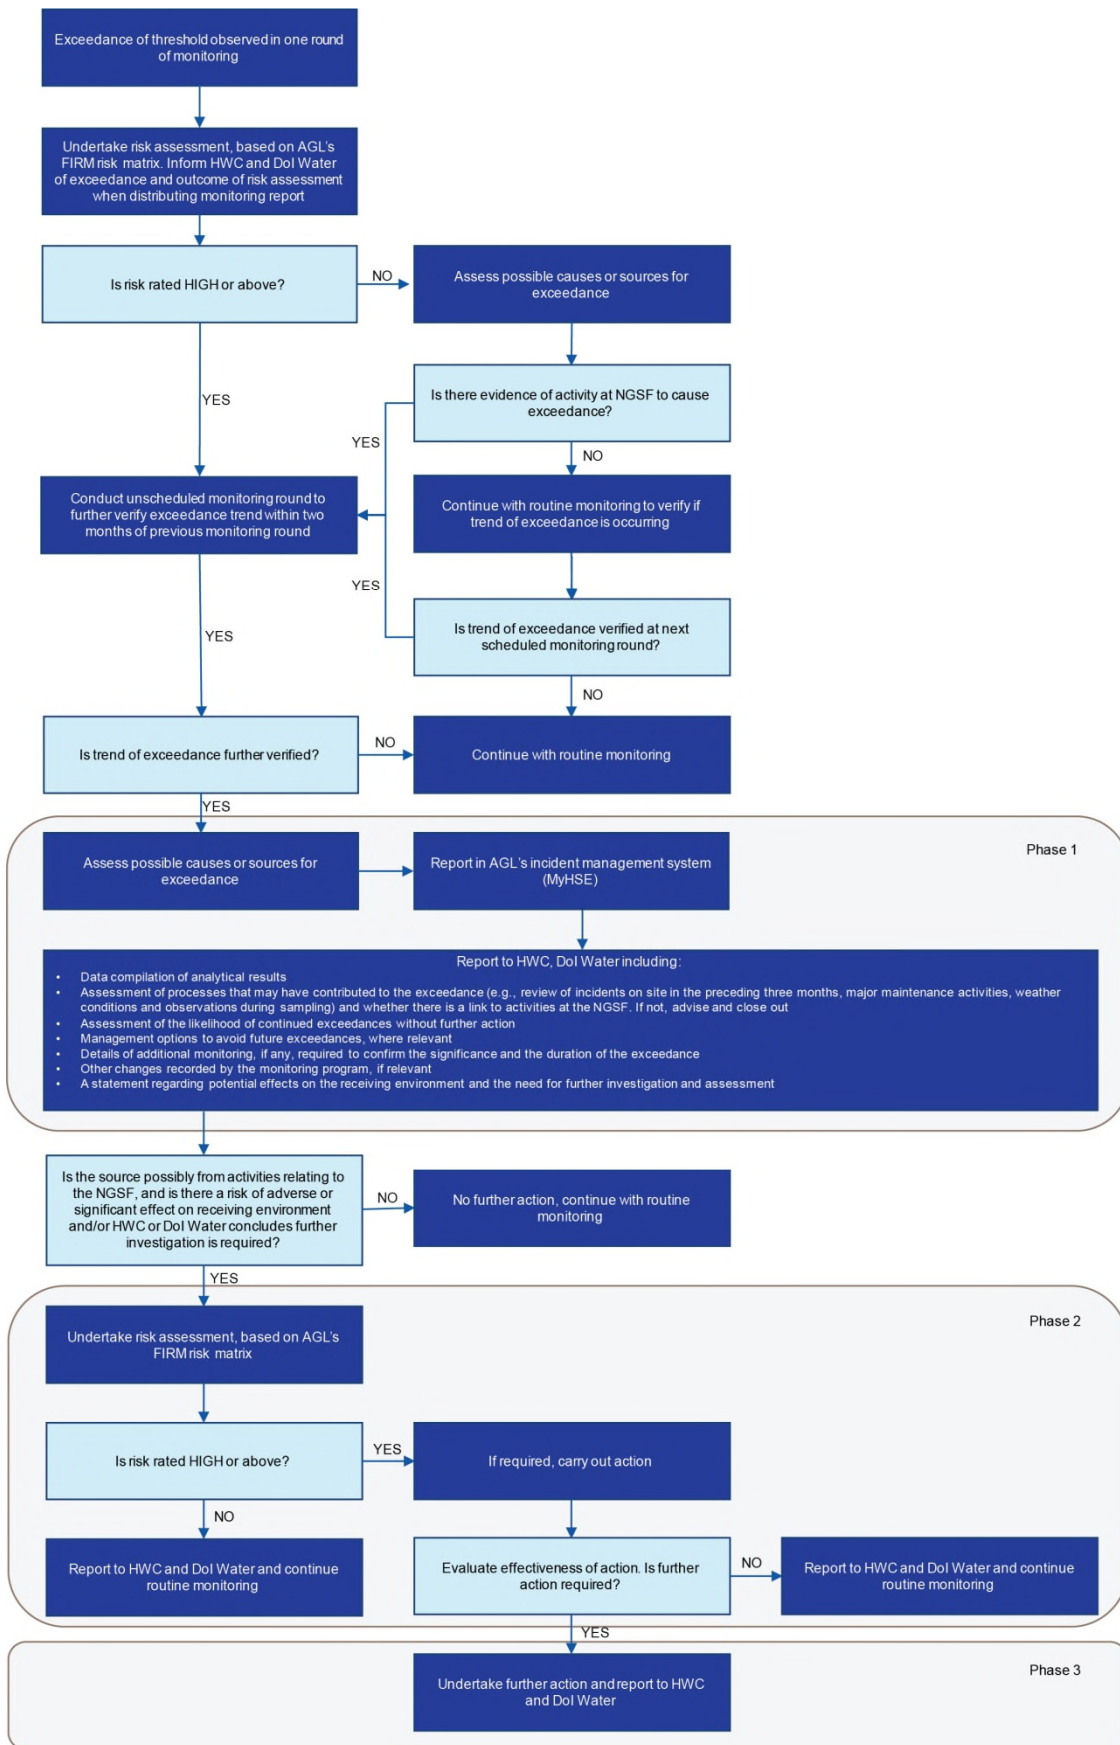 Exceedance of threshold observed in one round
of monitoring
Undertake risk assessment, based on AGL's
FIRM risk matrix. Inform HWC and DoI Water
of exceedance and outcome of risk assessment
when distributing monitoring report
Is risk rated HIGH or above?
NO
Assess possible causes or sources for
exceedance
YES
Is there evidence of activity at NGSF to cause
exceedance?
YES
NO
Conduct unscheduled monitoring round to
further verify exceedance trend within two
months of previous monitoring round
Continue with routine monitoring to verify if
trend of exceedance is occurring
YES
YES
Is trend of exceedance verified at next
scheduled monitoring round?
NO
Is trend of exceedance further verified?
NO
Continue with routine monitoring
YES
Phase 1
Assess possible causes or sources for
exceedance
Report in AGL's incident management system
(MyHSE)
Report to HWC, DoI Water including:
• Data compilation of analytical results
• Assessment of processes that may have contributed to the exceedance (e.g., review of incidents on site in the preceding three months, major maintenance activities, weather
conditions and observations during sampling) and whether there is a link to activities at the NGSF. If not, advise and close out
• Assessment of the likelihood of continued exceedances without further action
• Management options to avoid future exceedances, where relevant
• Details of additional monitoring, if any, required to confirm the significance and the duration of the exceedance
• Other changes recorded by the monitoring program, if relevant
• A statement regarding potential effects on the receiving environment and the need for further investigation and assessment
Is the source possibly from activities relating to
the NGSF, and is there a risk of adverse or
significant effect on receiving environment
and/or HWC or DoI Water concludes further
investigation is required?
NO
No further action, continue with routine
monitoring
YES
Phase 2
Undertake risk assessment, based on AGL's
FIRM risk matrix
Is risk rated HIGH or above?
YES
If required, carry out action
NO
Report to HWC and DoI Water and continue
routine monitoring
Evaluate effectiveness of action. Is further
action required?
NO
Report to HWC and DoI Water and continue
routine monitoring
YES
Phase 3
Undertake further action and report to HWC
and DoI Water